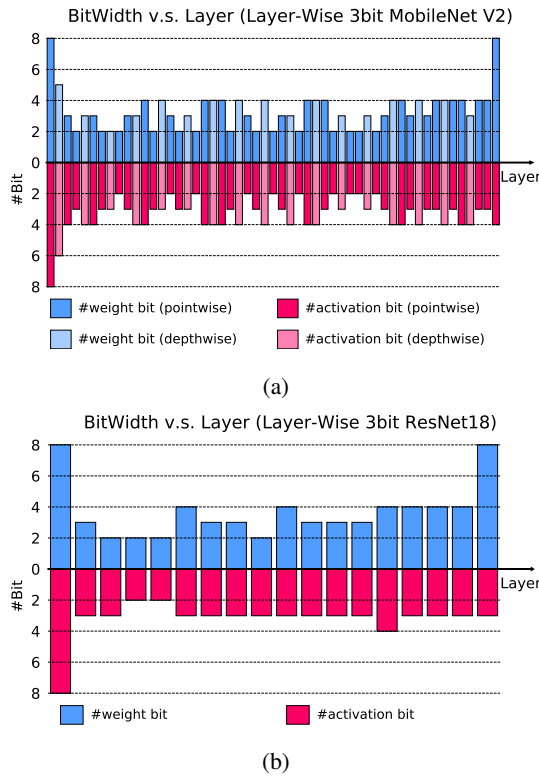 BitWidth v.s. Layer (Layer-Wise 3bit MobileNet V2)
8
6
4
2
0
2
4
6
8
#Bit
Layer
#weight bit (pointwise)
#activation bit (pointwise)
#weight bit (depthwise)
#activation bit (depthwise)
(a)
BitWidth v.s. Layer (Layer-Wise 3bit ResNet18)
8
6
4
2
0
2
4
6
8
#Bit
Layer
#weight bit
#activation bit
(b)